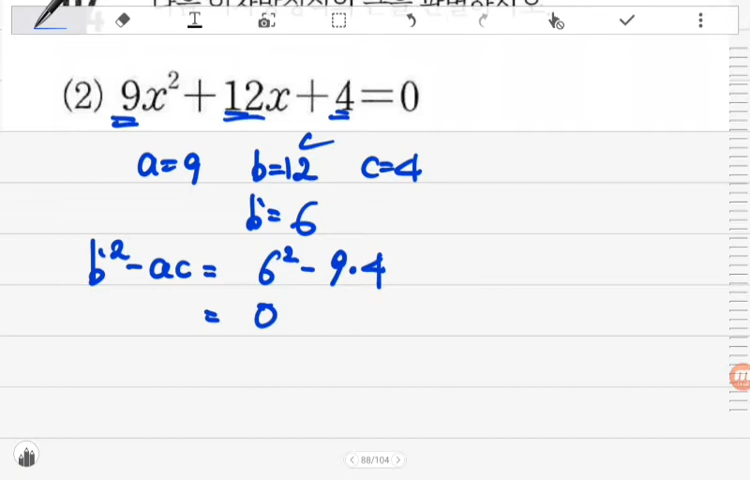 (2) 9x² + 12x + 4 = 0
a=9 b=12 c=4
b'=6
b'² - ac = 6² - 9·4
= 0
88/104